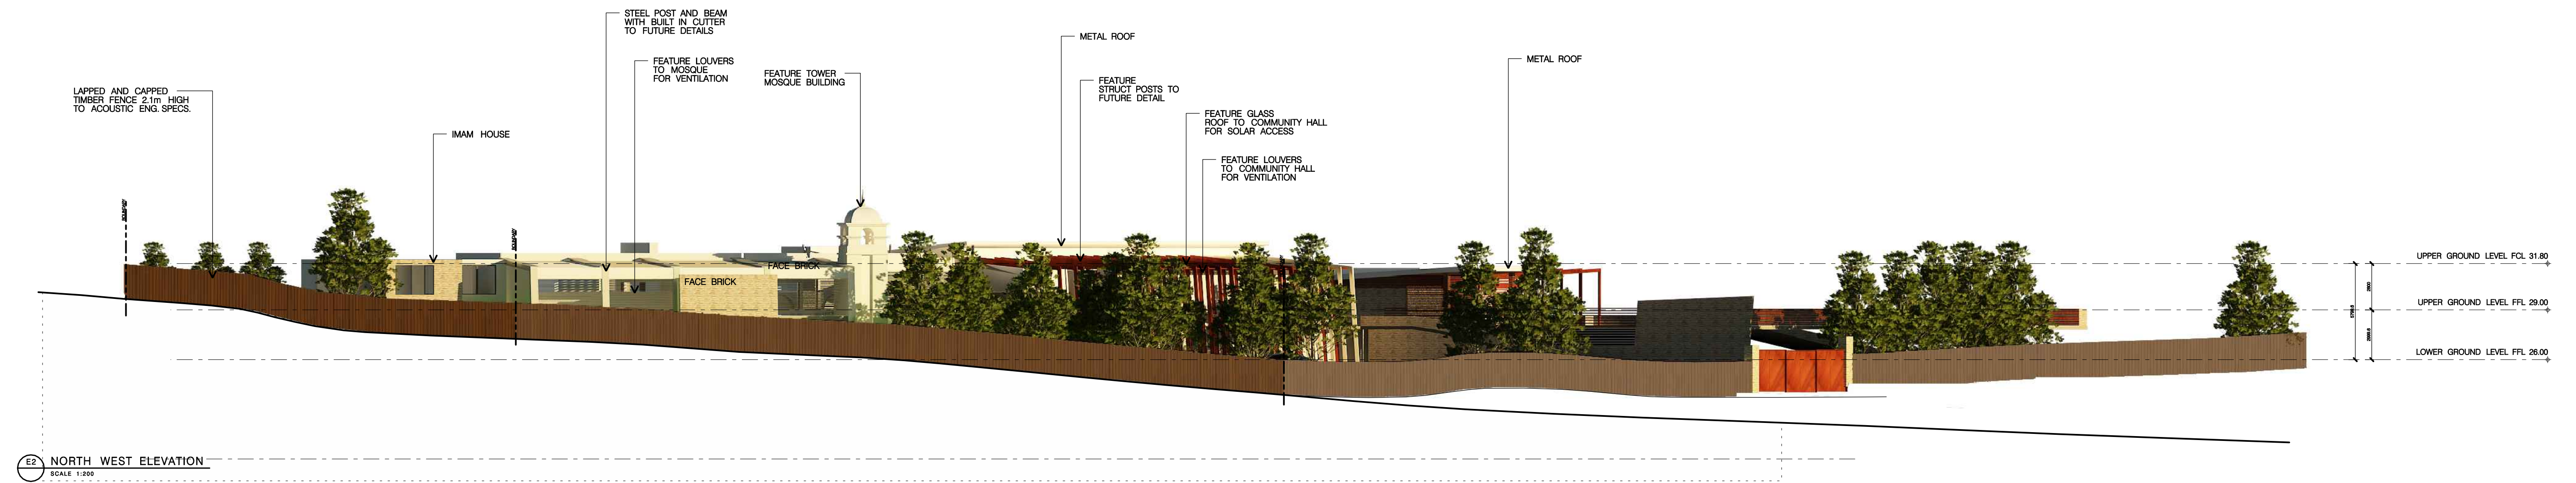 STEEL POST AND BEAM
WITH BUILT IN CUTTER
TO FUTURE DETAILS
FEATURE LOUVERS
TO MOSQUE
FOR VENTILATION
FEATURE TOWER
MOSQUE BUILDING
METAL ROOF
FEATURE
STRUCT POSTS TO
FUTURE DETAIL
METAL ROOF
LAPPED AND CAPPED
TIMBER FENCE 2.1m HIGH
TO ACOUSTIC ENG. SPECS.
IMAM HOUSE
FEATURE GLASS
ROOF TO COMMUNITY HALL
FOR SOLAR ACCESS
FEATURE LOUVERS
TO COMMUNITY HALL
FOR VENTILATION
FACE BRICK
FACE BRICK
UPPER GROUND LEVEL FCL 31.80
UPPER GROUND LEVEL FFL 29.00
LOWER GROUND LEVEL FFL 26.00
E2 NORTH WEST ELEVATION
SCALE 1:200